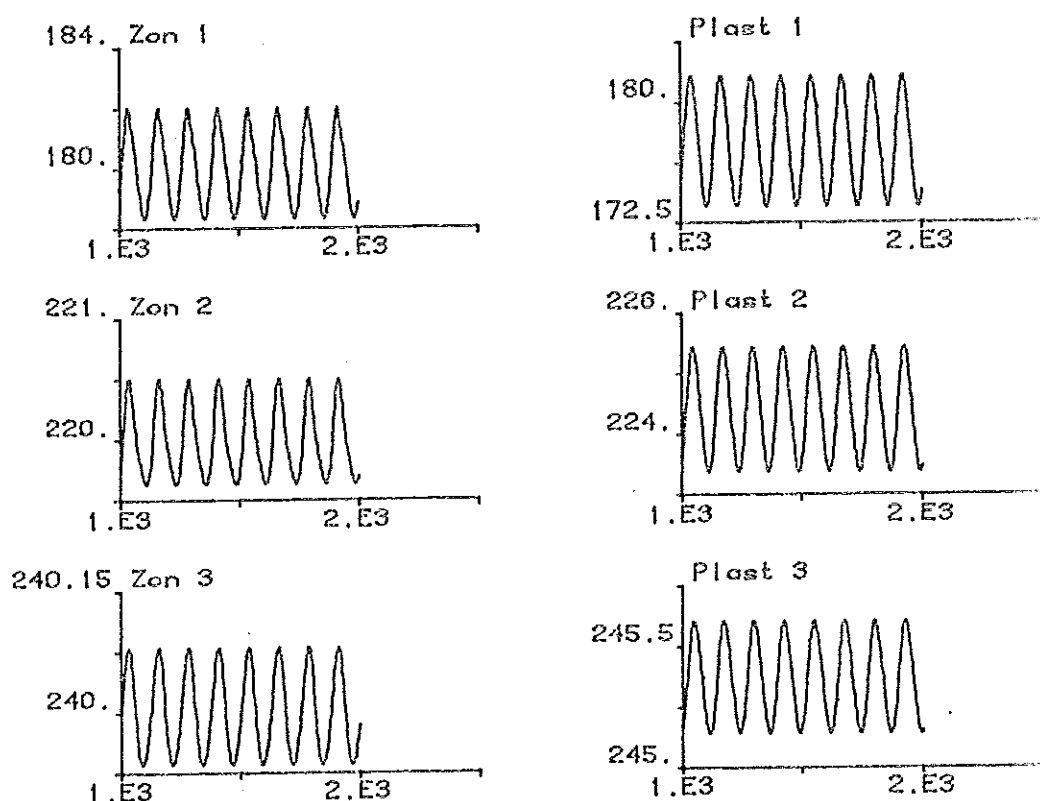 184. Zon 1
180.
1.E3 2.E3
Plast 1
180.
172.5
1.E3 2.E3
221. Zon 2
220.
1.E3 2.E3
226. Plast 2
224.
1.E3 2.E3
240.15 Zon 3
240.
1.E3 2.E3
Plast 3
245.5
245.
1.E3 2.E3